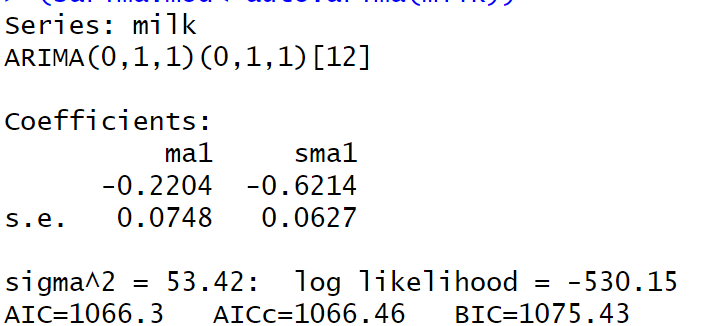 Series: milk
ARIMA(0,1,1)(0,1,1)[12]
Coefficients:
ma1 sma1
-0.2204 -0.6214
s.e. 0.0748 0.0627
sigma^2 = 53.42: log likelihood = -530.15
AIC=1066.3 AICc=1066.46 BIC=1075.43